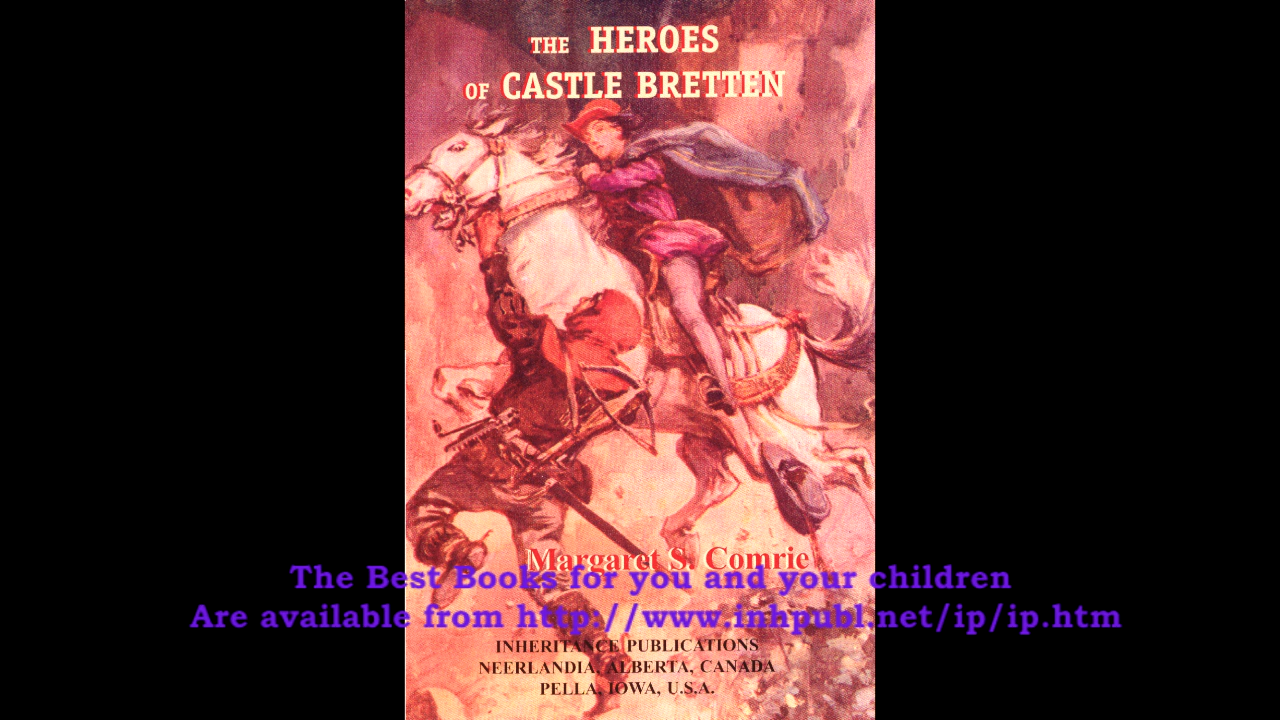 THE HEROES
OF CASTLE BRETTEN
Margaret S. Comrie
The Best Books for you and your children
Are available from http://www.inhpubl.net/ip/ip.htm
INHERITANCE PUBLICATIONS
NEERLANDIA, ALBERTA, CANADA
PELLA, IOWA, U.S.A.